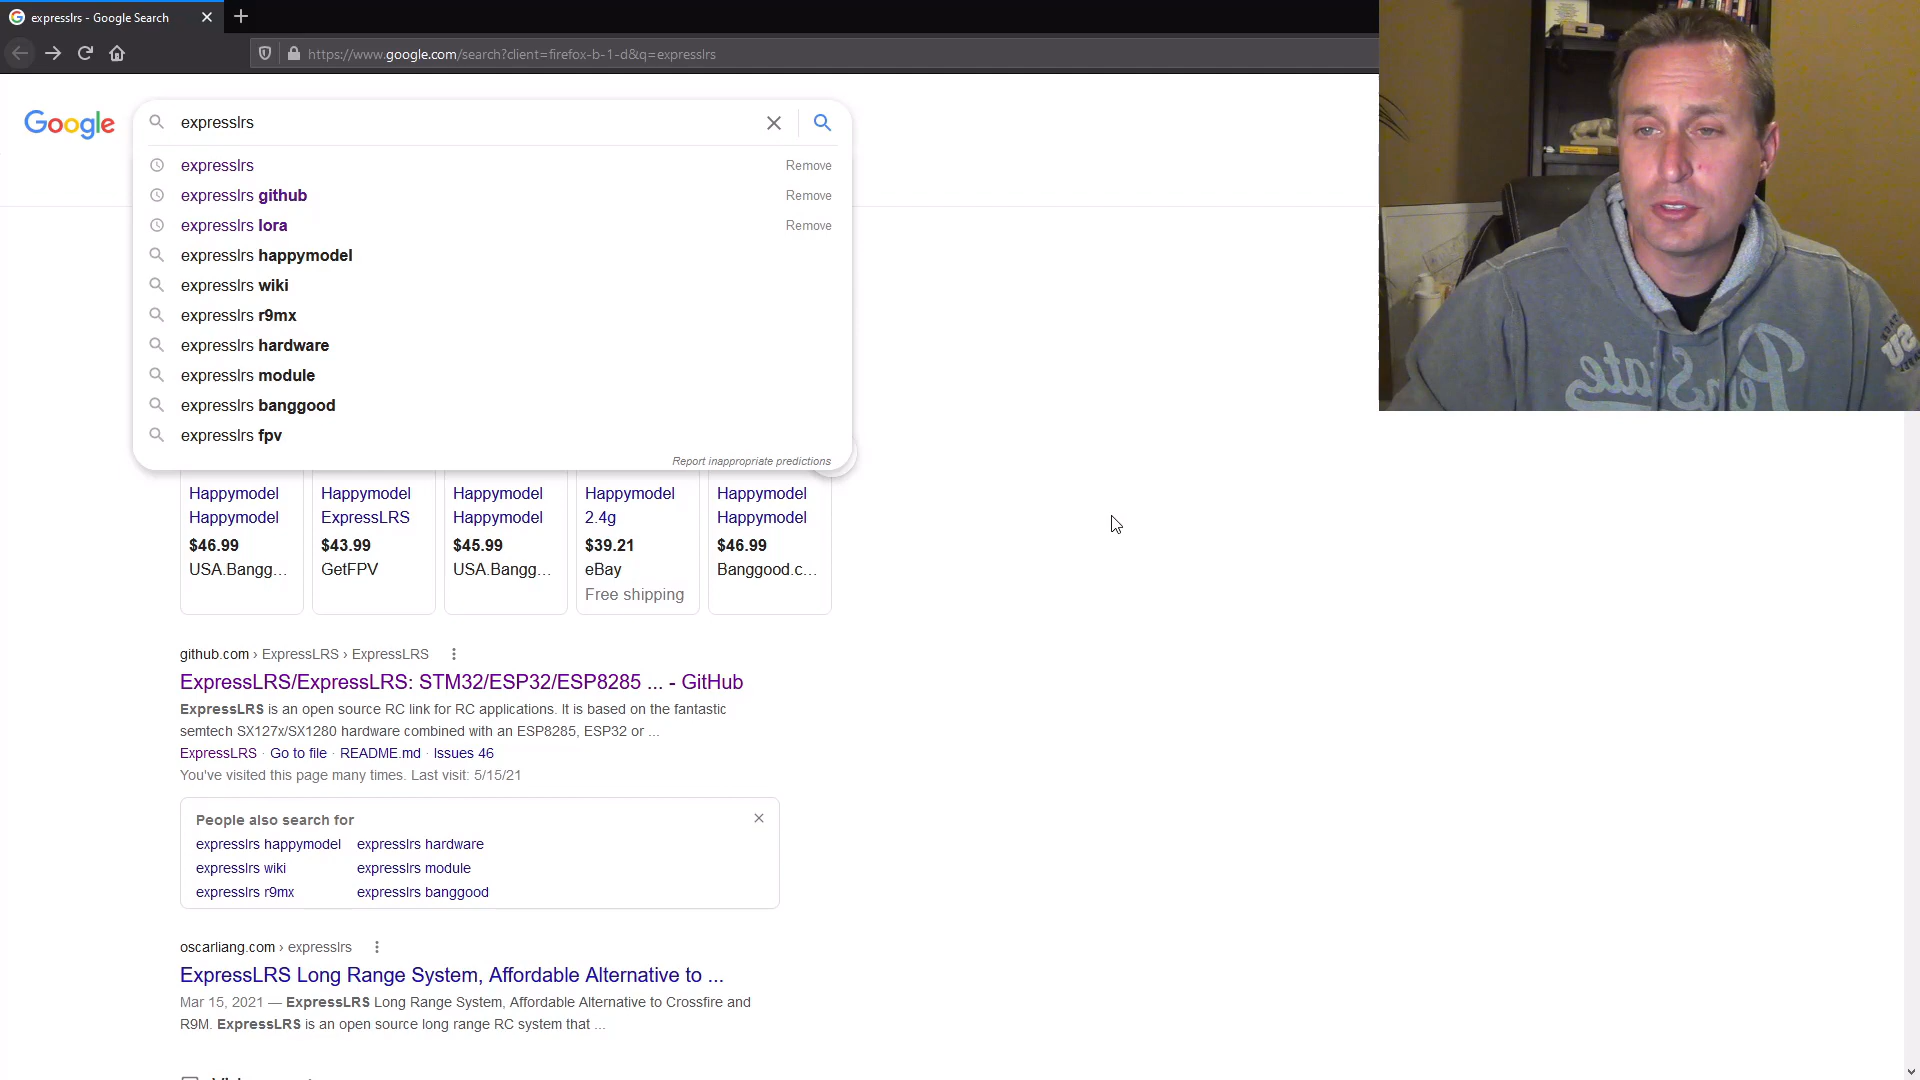 expresslrs - Google Search
https://www.google.com/search?client=firefox-b-1-d&q=expresslrs
Google
expresslrs
expresslrs Remove
expresslrs github Remove
expresslrs lora Remove
expresslrs happymodel
expresslrs wiki
expresslrs r9mx
expresslrs hardware
expresslrs module
expresslrs banggood
expresslrs fpv
Report inappropriate predictions
Happymodel Happymodel Happymodel Happymodel Happymodel
Happymodel ExpressLRS Happymodel 2.4g Happymodel
$46.99 $43.99 $45.99 $39.21 $46.99
USA.Bangg... GetFPV USA.Bangg... eBay Banggood.c...
Free shipping
github.com › ExpressLRS › ExpressLRS
ExpressLRS/ExpressLRS: STM32/ESP32/ESP8285 ... - GitHub
ExpressLRS is an open source RC link for RC applications. It is based on the fantastic
semtech SX127x/SX1280 hardware combined with an ESP8285, ESP32 or ...
ExpressLRS · Go to file · README.md · Issues 46
You've visited this page many times. Last visit: 5/15/21
People also search for
expresslrs happymodel expresslrs hardware
expresslrs wiki expresslrs module
expresslrs r9mx expresslrs banggood
oscarliang.com › expresslrs
ExpressLRS Long Range System, Affordable Alternative to ...
Mar 15, 2021 — ExpressLRS Long Range System, Affordable Alternative to Crossfire and
R9M. ExpressLRS is an open source long range RC system that ...
Penn State